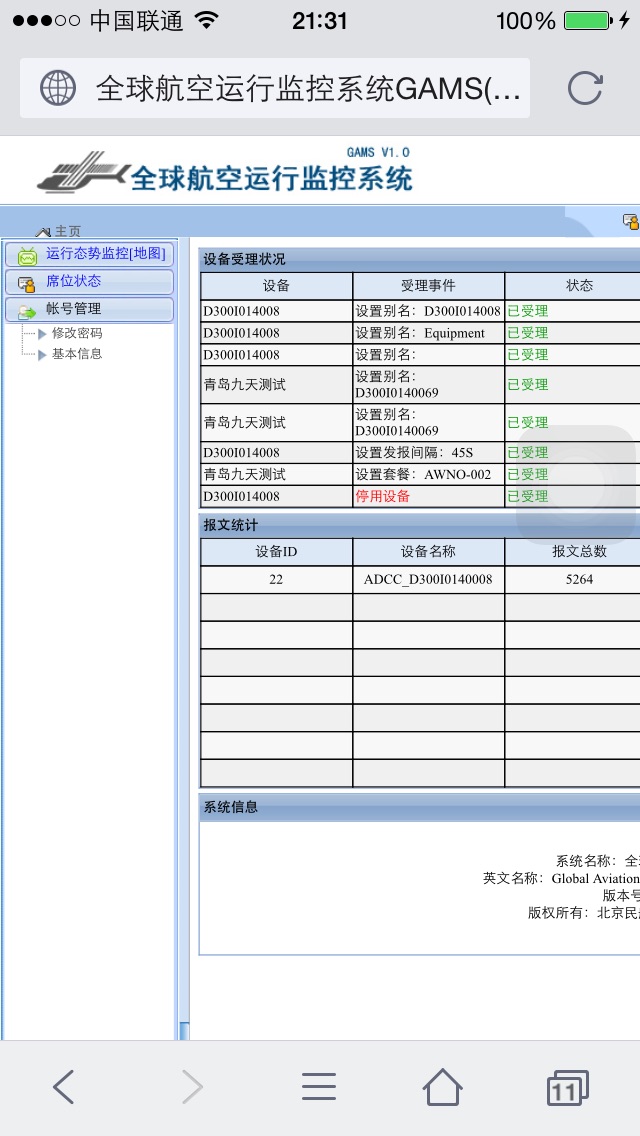 中国联通 21:31 100%
全球航空运行监控系统GAMS(...
GAMS V1.0
全球航空运行监控系统
主页
运行态势监控[地图]
席位状态
帐号管理
修改密码
基本信息
设备受理状况
设备 受理事件 状态
D300I014008 设置别名：D300I014008 已受理
D300I014008 设置别名：Equipment 已受理
D300I014008 设置别名： 已受理
青岛九天测试 设置别名： 已受理
D300I0140069
青岛九天测试 设置别名： 已受理
D300I0140069
D300I014008 设置发报间隔：45S 已受理
青岛九天测试 设置套餐：AWNO-002 已受理
D300I014008 停用设备 已受理
报文统计
设备ID 设备名称 报文总数
22 ADCC_D300I0140008 5264
系统信息
系统名称：全
英文名称：Global Aviation
版本号
版权所有：北京民
11